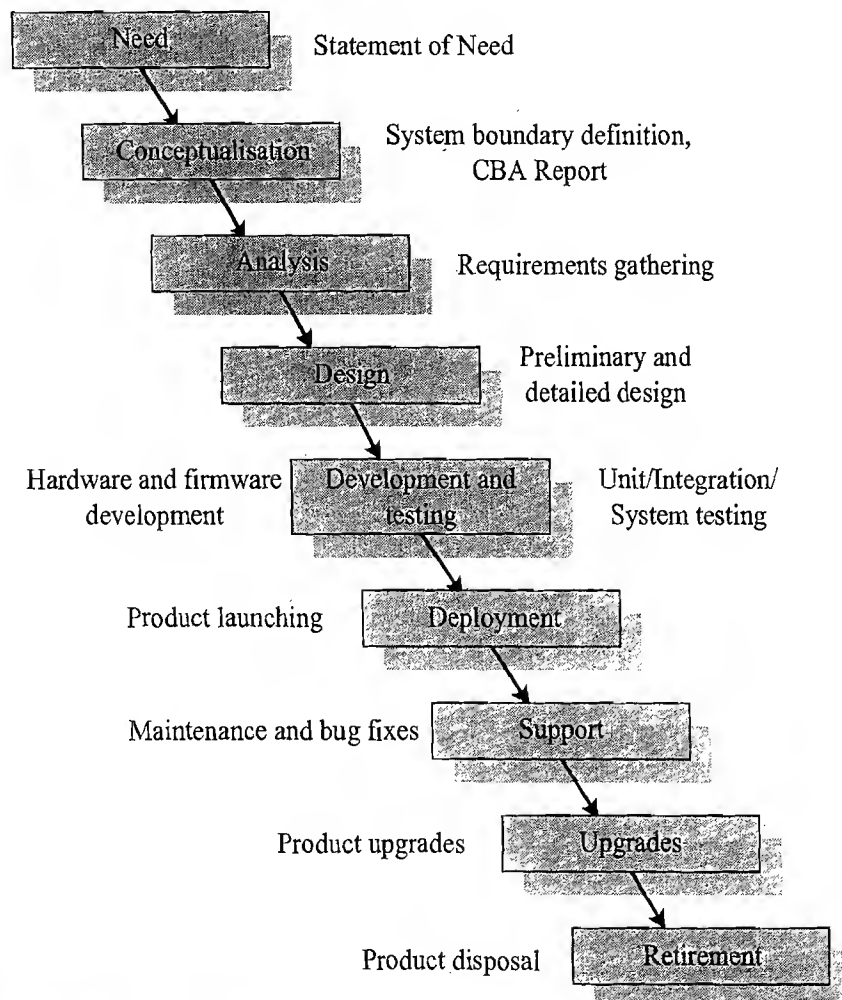 Need
Statement of Need
Conceptualisation
System boundary definition,
CBA Report
Analysis
Requirements gathering
Design
Preliminary and
detailed design
Hardware and firmware
development
Development and
testing
Unit/Integration/
System testing
Product launching
Deployment
Maintenance and bug fixes
Support
Product upgrades
Upgrades
Product disposal
Retirement